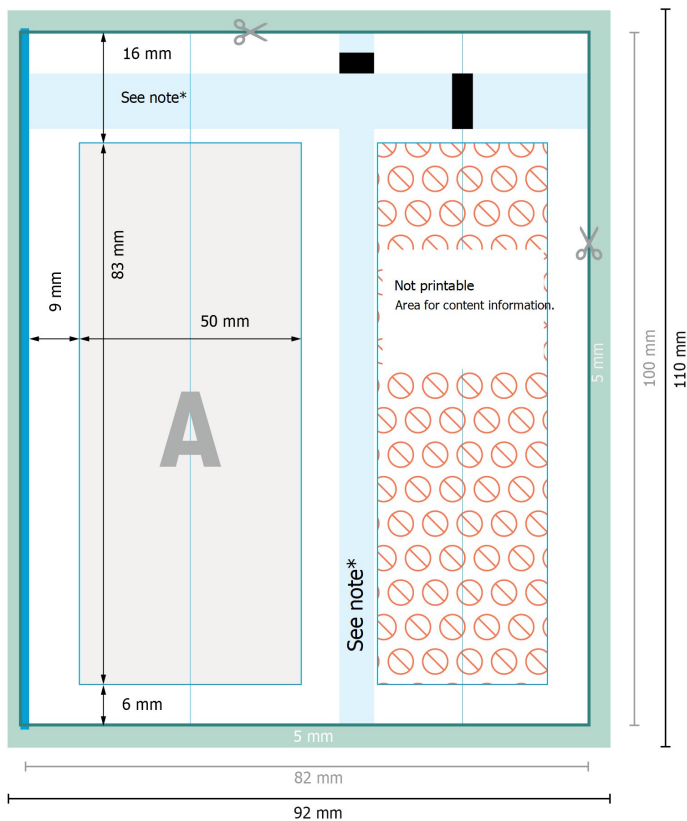 16 mm
See note*
83 mm
9 mm
50 mm
Not printable
Area for content information.
A
5 mm
100 mm
110 mm
See note*
6 mm
5 mm
82 mm
92 mm